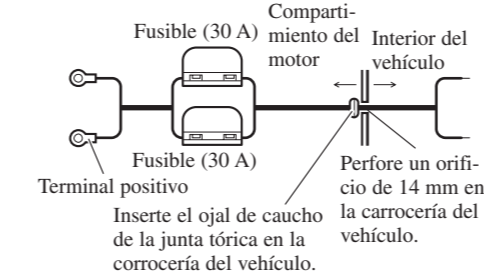 Fusible (30 A)
Comparti-
miento del
motor
Interior del
vehículo
Fusible (30 A)
Terminal positivo
Perfore un orifi-
cio de 14 mm en
la carrocería del
vehículo.
Inserte el ojal de caucho
de la junta tórica en la
corrocería del vehículo.